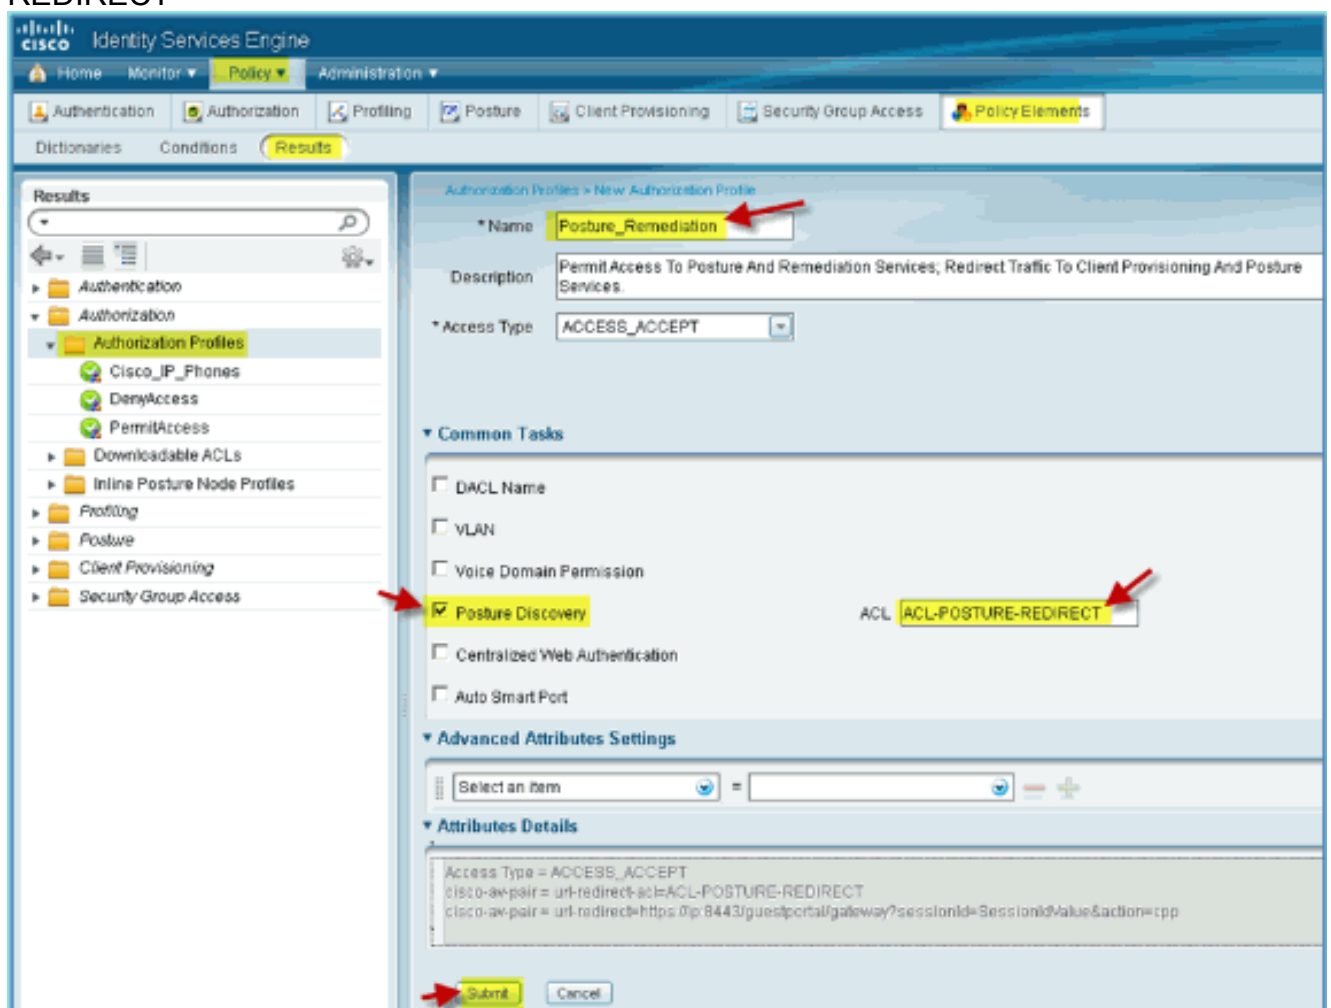 REDIRECT
CISCO Identity Services Engine
Home Monitor ▼ Policy ▼ Administration ▼
Authentication Authorization Profiling Posture Client Provisioning Security Group Access Policy Elements
Dictionaries Conditions Results
Results
Authentication
Authorization
Authorization Profiles
Cisco_IP_Phones
DenyAccess
PermitAccess
Downloadable ACLs
Inline Posture Node Profiles
Profiling
Posture
Client Provisioning
Security Group Access
Authorization Profiles > New Authorization Profile
* Name Posture_Remediation
Description Permit Access To Posture And Remediation Services; Redirect Traffic To Client Provisioning And Posture
Services.
* Access Type ACCESS_ACCEPT
Common Tasks
DACL Name
VLAN
Voice Domain Permission
Posture Discovery ACL ACL-POSTURE-REDIRECT
Centralized Web Authentication
Auto Smart Port
Advanced Attributes Settings
Select an item =
Attributes Details
Access Type = ACCESS_ACCEPT
cisco-av-pair = url-redirect-acl=ACL-POSTURE-REDIRECT
cisco-av-pair = url-redirect=https://ip:8443/guestportal/gateway?sessionId=SessionIdValue&action=cpp
Submit Cancel